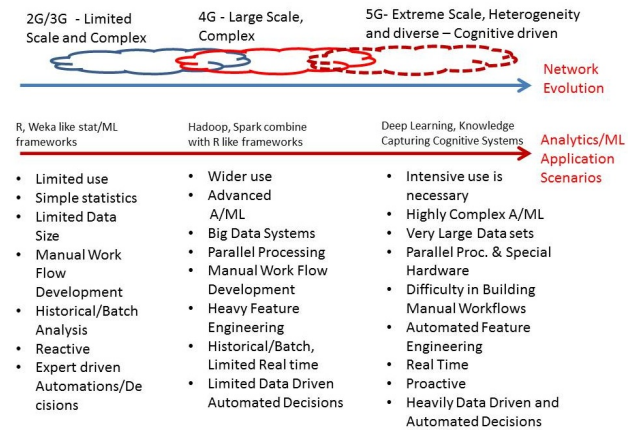 2G/3G - Limited
Scale and Complex
4G - Large Scale,
Complex
5G- Extreme Scale, Heterogeneity
and diverse – Cognitive driven
Network
Evolution
R, Weka like stat/ML
frameworks
Hadoop, Spark combine
with R like frameworks
Deep Learning, Knowledge
Capturing Cognitive Systems
Analytics/ML
Application
Scenarios
• Limited use
• Simple statistics
• Limited Data
Size
• Manual Work
Flow
Development
• Historical/Batch
Analysis
• Reactive
• Expert driven
Automations/De
cisions
• Wider use
• Advanced
A/ML
• Big Data Systems
• Parallel Processing
• Manual Work Flow
Development
• Heavy Feature
Engineering
• Historical/Batch,
Limited Real time
• Limited Data Driven
Automated Decisions
• Intensive use is
necessary
• Highly Complex A/ML
• Very Large Data sets
• Parallel Proc. & Special
Hardware
• Difficulty in Building
Manual Workflows
• Automated Feature
Engineering
• Real Time
• Proactive
• Heavily Data Driven and
Automated Decisions